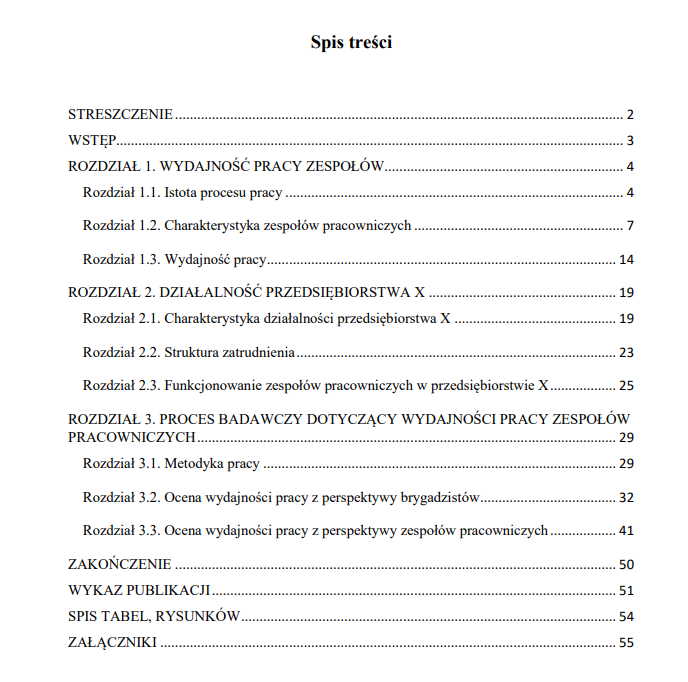 Spis treści
STRESZCZENIE ........ 2
WSTĘP ........ 3
ROZDZIAŁ 1. WYDAJNOŚĆ PRACY ZESPOŁÓW ........ 4
Rozdział 1.1. Istota procesu pracy ........ 4
Rozdział 1.2. Charakterystyka zespołów pracowniczych ........ 7
Rozdział 1.3. Wydajność pracy ........ 14
ROZDZIAŁ 2. DZIAŁALNOŚĆ PRZEDSIĘBIORSTWA X ........ 19
Rozdział 2.1. Charakterystyka działalności przedsiębiorstwa X ........ 19
Rozdział 2.2. Struktura zatrudnienia ........ 23
Rozdział 2.3. Funkcjonowanie zespołów pracowniczych w przedsiębiorstwie X ........ 25
ROZDZIAŁ 3. PROCES BADAWCZY DOTYCZĄCY WYDAJNOŚCI PRACY ZESPOŁÓW
PRACOWNICZYCH ........ 29
Rozdział 3.1. Metodyka pracy ........ 29
Rozdział 3.2. Ocena wydajności pracy z perspektywy brygadzistów ........ 32
Rozdział 3.3. Ocena wydajności pracy z perspektywy zespołów pracowniczych ........ 41
ZAKOŃCZENIE ........ 50
WYKAZ PUBLIKACJI ........ 51
SPIS TABEL, RYSUNKÓW ........ 54
ZAŁĄCZNIKI ........ 55